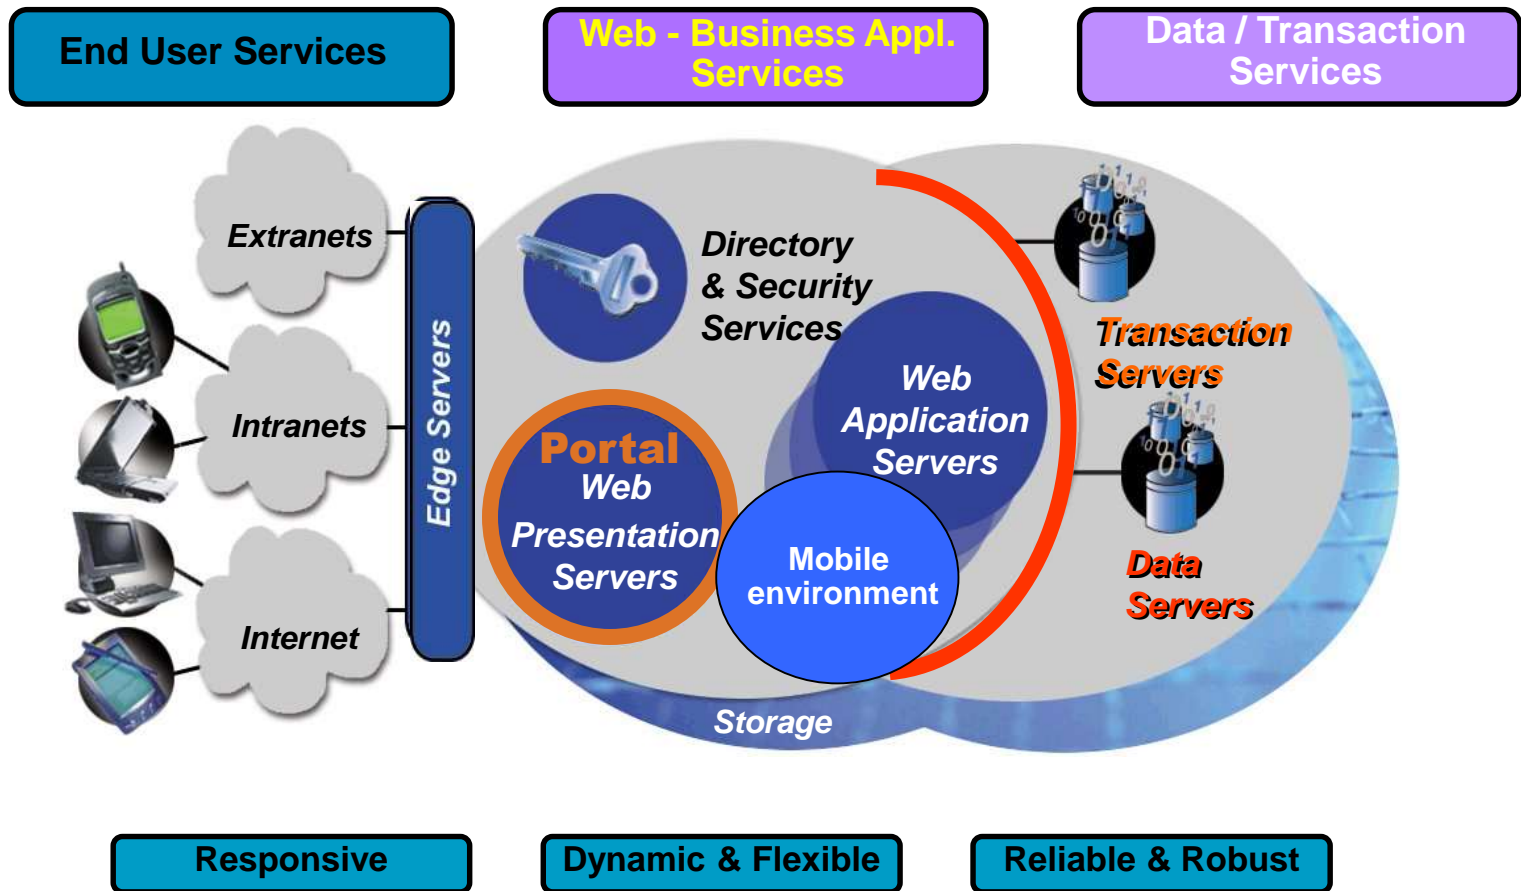 End User Services
Web - Business Appl.
Services
Data / Transaction
Services
Extranets
Intranets
Internet
Edge Servers
Directory
& Security
Services
Portal
Web
Presentation
Servers
Web
Application
Servers
Mobile
environment
Storage
Transaction
Servers
Data
Servers
Responsive
Dynamic & Flexible
Reliable & Robust